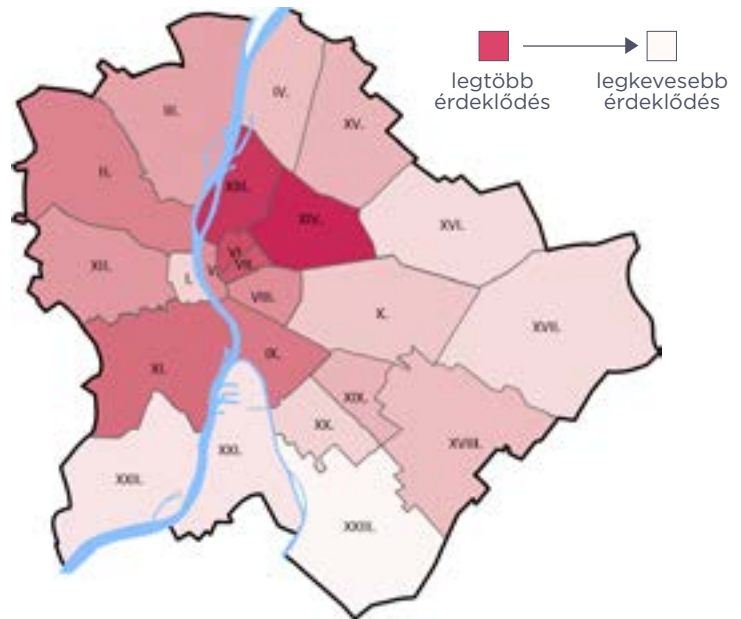 legtöbb
érdeklődés
legkevesebb
érdeklődés
IV.
III.
XV.
II.
XIII.
XIV.
XVI.
VI.
VII.
XII.
I.
V.
VIII.
X.
XVII.
IX.
XI.
XIX.
XX.
XVIII.
XXI.
XXII.
XXIII.